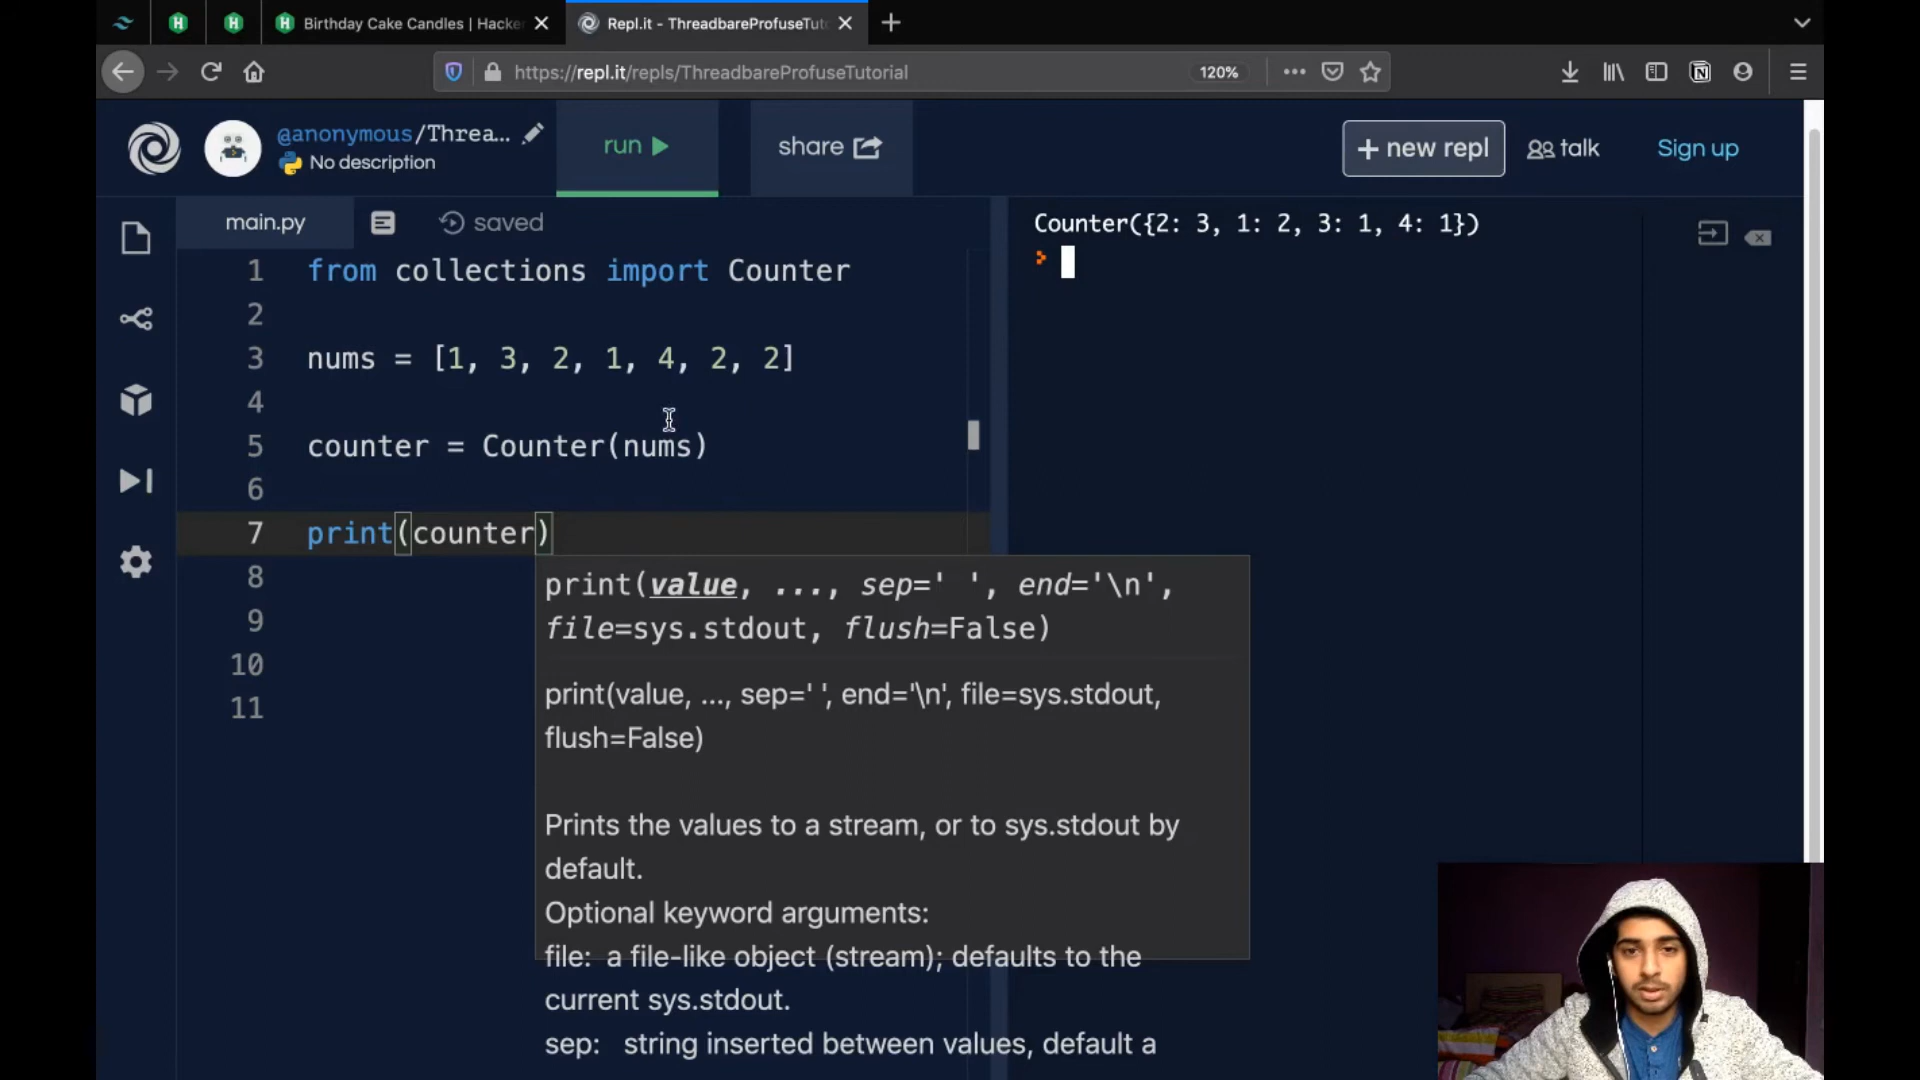 Birthday Cake Candles | Hacker
Repl.it - ThreadbareProfuseTuto
https://repl.it/repls/ThreadbareProfuseTutorial
120%
@anonymous/Threa...
No description
run
share
+ new repl
talk
Sign up
main.py
saved
1 from collections import Counter
2
3 nums = [1, 3, 2, 1, 4, 2, 2]
4
5 counter = Counter(nums)
6
7 print(counter)
8
9
10
11
print(value, ..., sep=' ', end='\n',
file=sys.stdout, flush=False)
print(value, ..., sep=' ', end='\n', file=sys.stdout,
flush=False)
Prints the values to a stream, or to sys.stdout by
default.
Optional keyword arguments:
file: a file-like object (stream); defaults to the
current sys.stdout.
sep: string inserted between values, default a
Counter({2: 3, 1: 2, 3: 1, 4: 1})